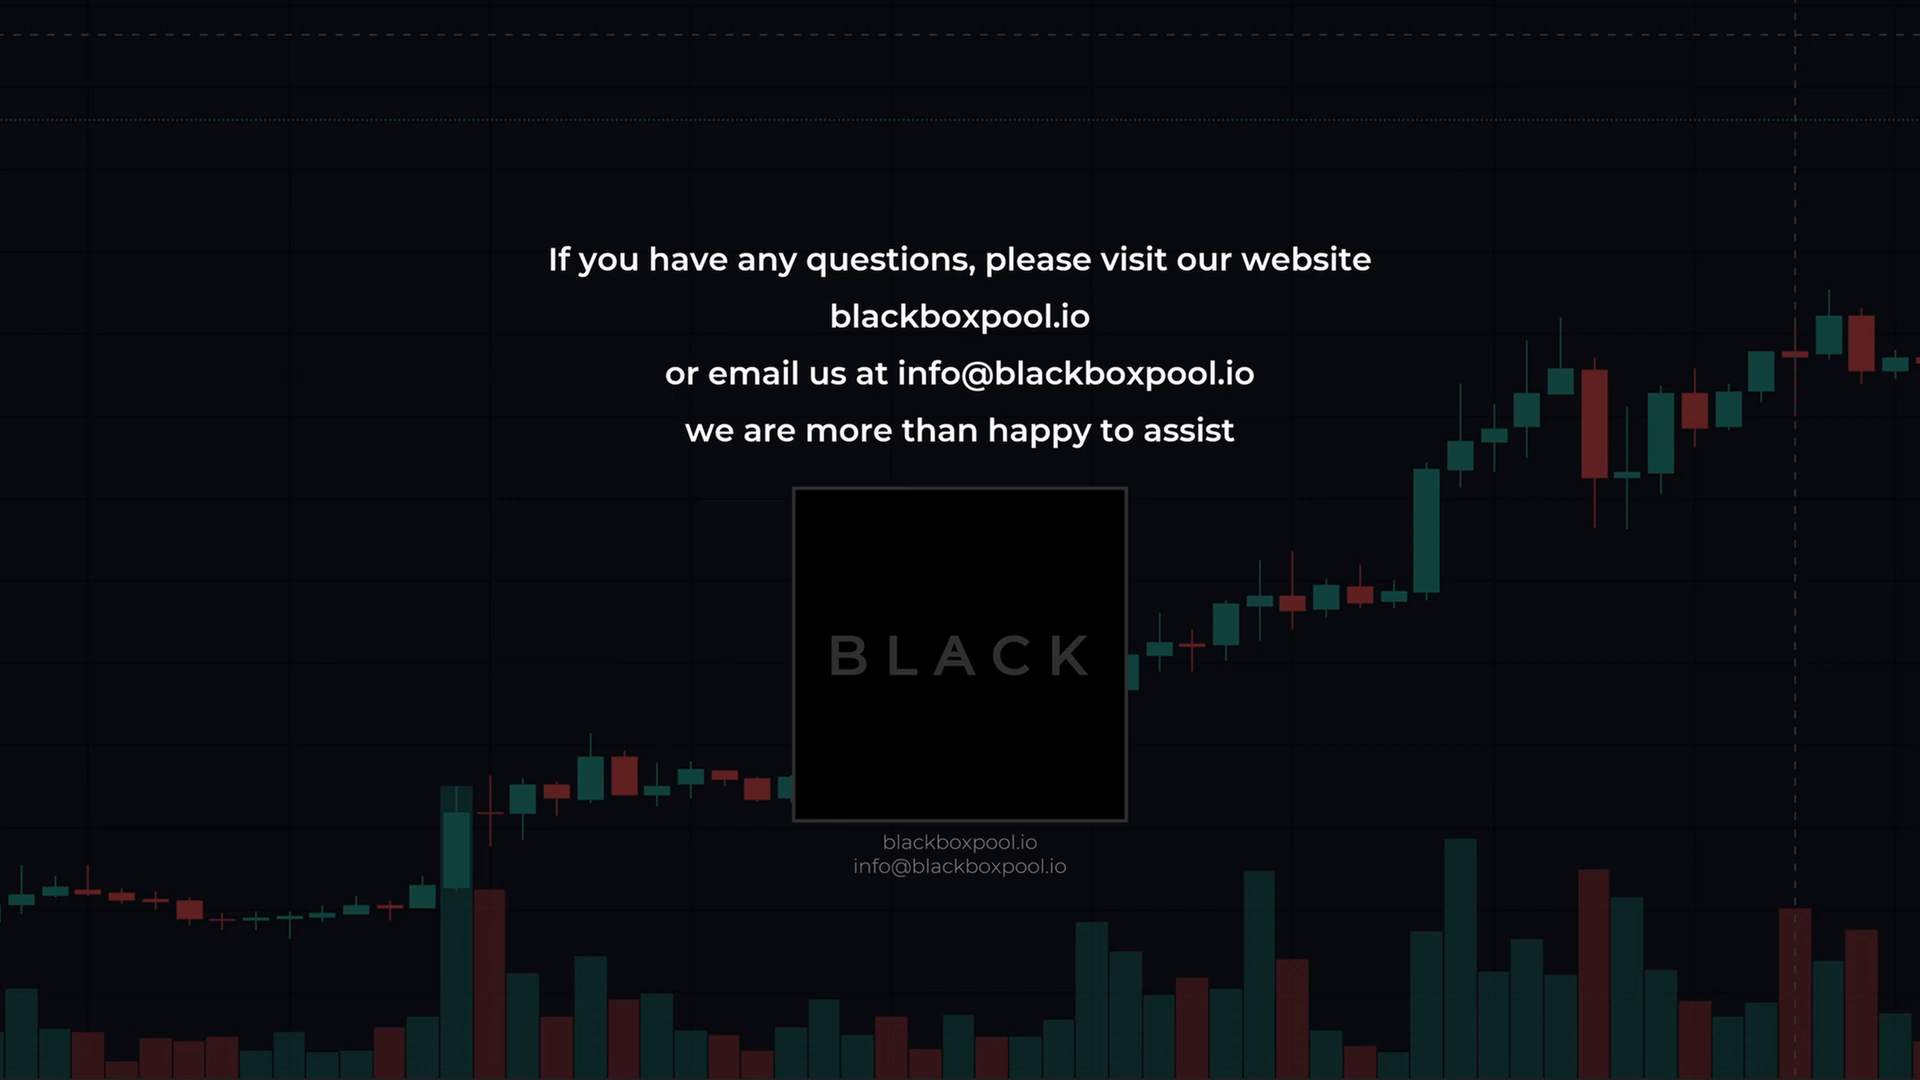 If you have any questions, please visit our website
blackboxpool.io
or email us at info@blackboxpool.io
we are more than happy to assist
BLACK
blackboxpool.io
info@blackboxpool.io